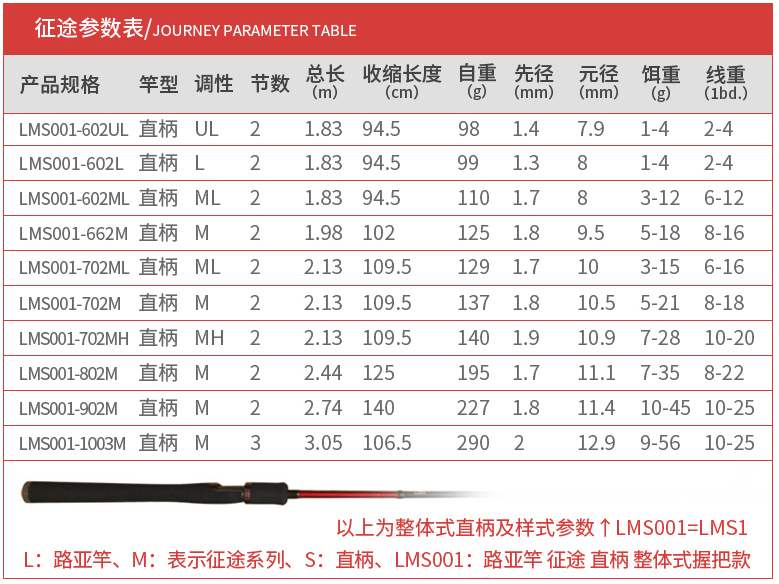 征途参数表/JOURNEY PARAMETER TABLE
产品规格 竿型 调性 节数 总长(m) 收缩长度(cm) 自重(g) 先径(mm) 元径(mm) 饵重(g) 线重(1bd.)
LMS001-602UL 直柄 UL 2 1.83 94.5 98 1.4 7.9 1-4 2-4
LMS001-602L 直柄 L 2 1.83 94.5 99 1.3 8 1-4 2-4
LMS001-602ML 直柄 ML 2 1.83 94.5 110 1.7 8 3-12 6-12
LMS001-662M 直柄 M 2 1.98 102 125 1.8 9.5 5-18 8-16
LMS001-702ML 直柄 ML 2 2.13 109.5 129 1.7 10 3-15 6-16
LMS001-702M 直柄 M 2 2.13 109.5 137 1.8 10.5 5-21 8-18
LMS001-702MH 直柄 MH 2 2.13 109.5 140 1.9 10.9 7-28 10-20
LMS001-802M 直柄 M 2 2.44 125 195 1.7 11.1 7-35 8-22
LMS001-902M 直柄 M 2 2.74 140 227 1.8 11.4 10-45 10-25
LMS001-1003M 直柄 M 3 3.05 106.5 290 2 12.9 9-56 10-25
以上为整体式直柄及样式参数↑LMS001=LMS1
L：路亚竿、M：表示征途系列、S：直柄、LMS001：路亚竿 征途 直柄 整体式握把款